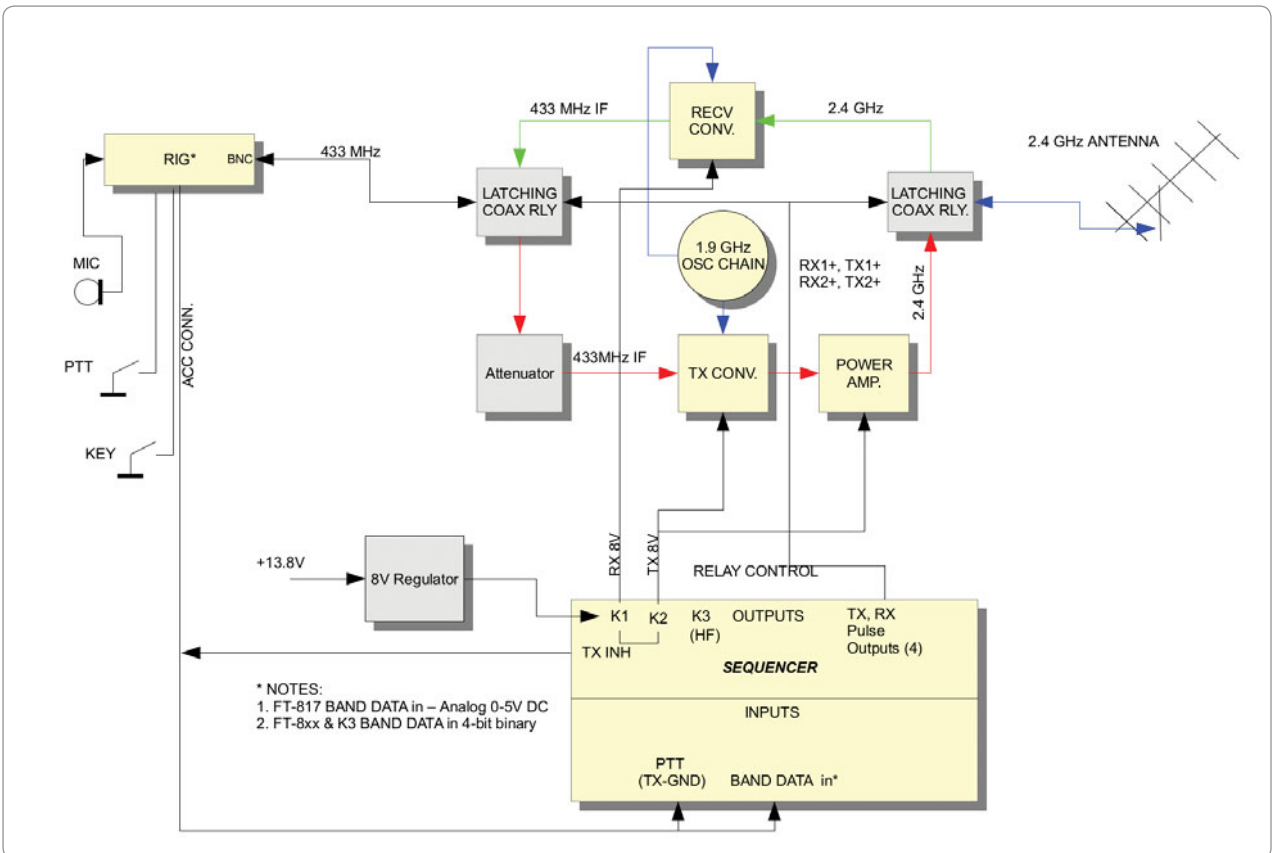 433 MHz IF
RECV
CONV.
2.4 GHz
2.4 GHz ANTENNA
RIG*
BNC
433 MHz
LATCHING
COAX RLY
LATCHING
COAX RLY.
1.9 GHz
OSC CHAIN
RX1+, TX1+
RX2+, TX2+
2.4 GHz
MIC
PTT
ACC CONN.
KEY
Attenuator
433MHz IF
TX CONV.
POWER
AMP.
+13.8V
8V Regulator
RX 8V
TX 8V
RELAY CONTROL
K1
K2
K3
(HF)
OUTPUTS
TX, RX
Pulse
Outputs (4)
TX INH
SEQUENCER
* NOTES:
1. FT-817 BAND DATA in – Analog 0-5V DC
2. FT-8xx & K3 BAND DATA in 4-bit binary
INPUTS
PTT
(TX-GND)
BAND DATA in*